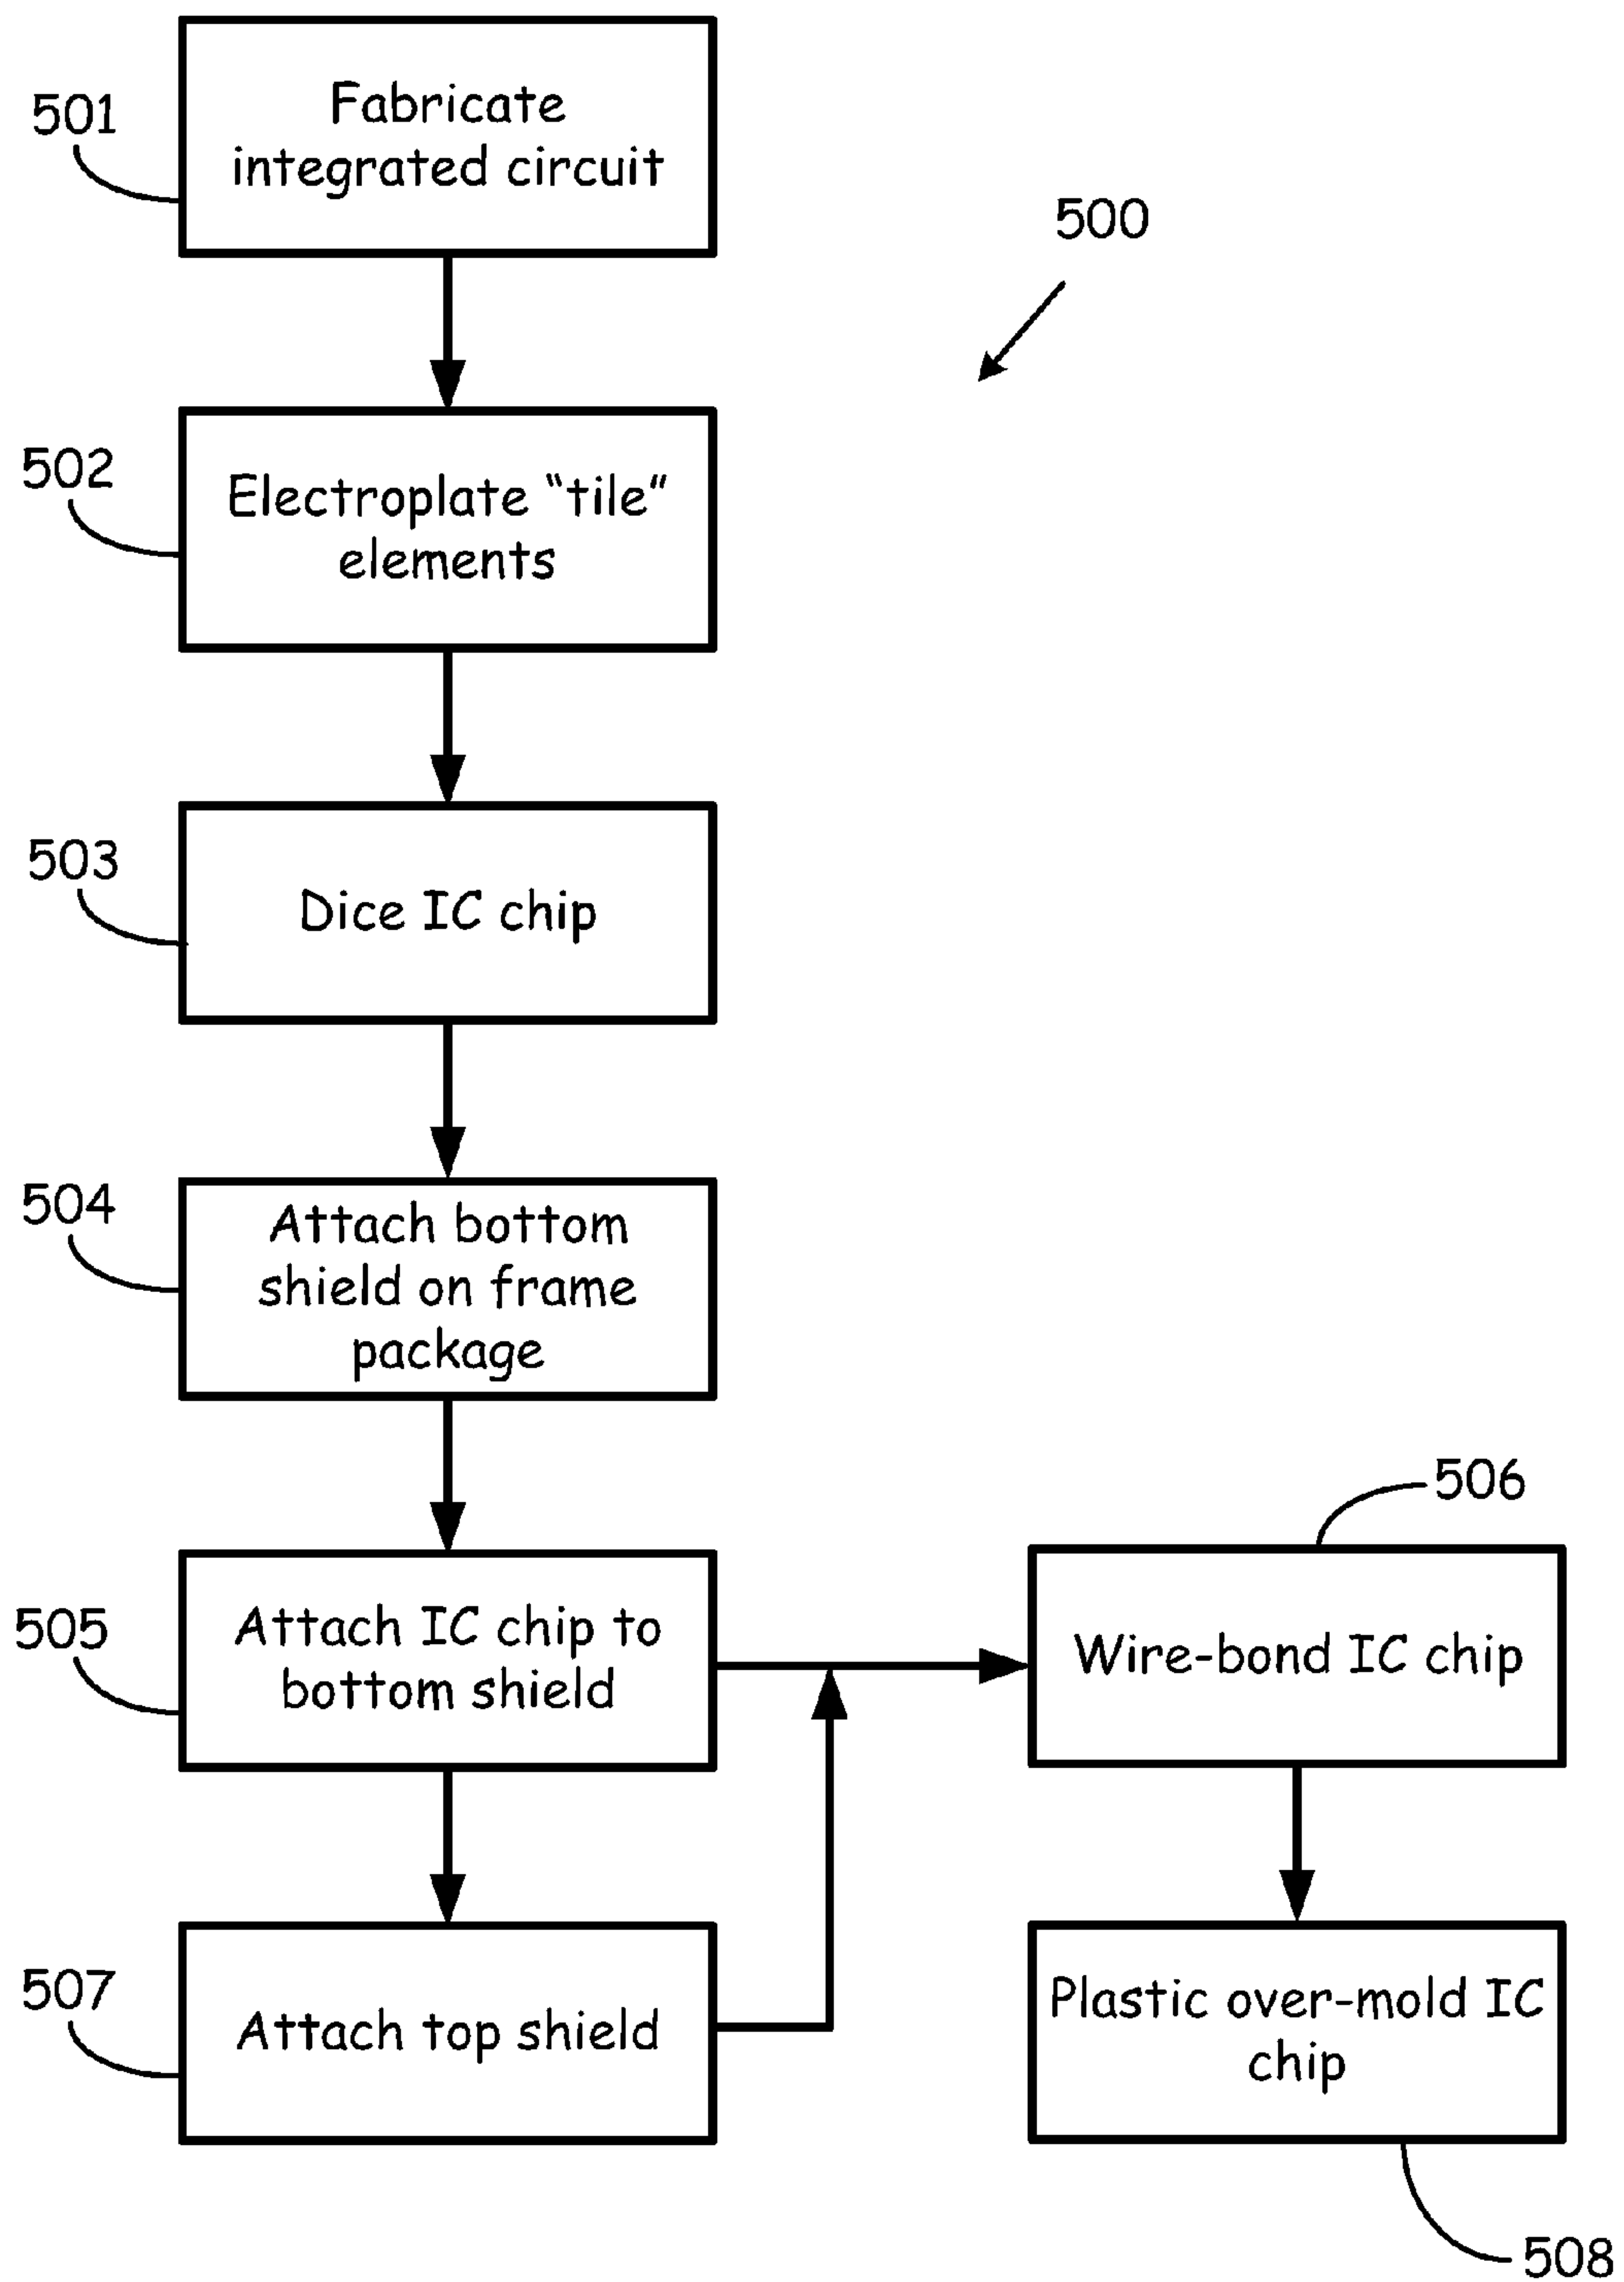 501
Fabricate
integrated circuit
500
502
Electroplate “tile”
elements
503
Dice IC chip
504
Attach bottom
shield on frame
package
505
Attach IC chip to
bottom shield
506
Wire-bond IC chip
507
Attach top shield
Plastic over-mold IC
chip
508